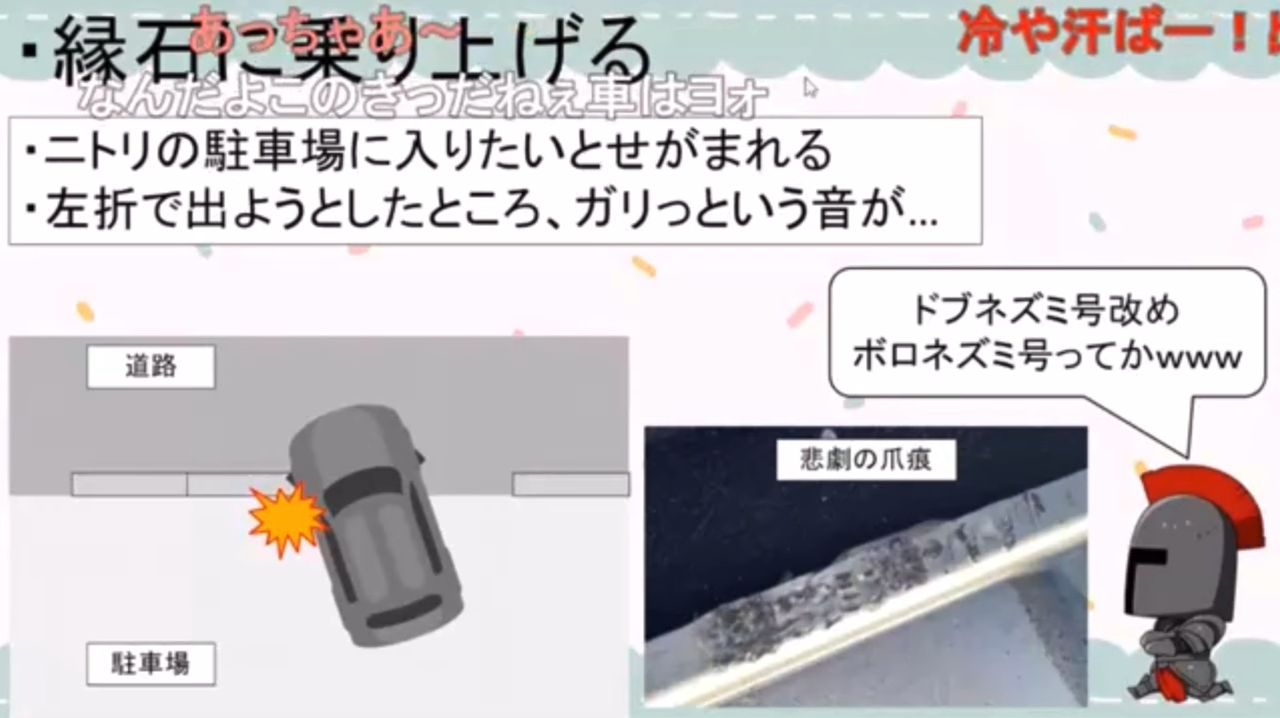 ・縁石に乗り上げる
あっちゃあ～
冷や汗ばー！
なんだよこのきったねぇ車はヨォ
・ニトリの駐車場に入りたいとせがまれる
・左折で出ようとしたところ、ガリっという音が…
ドブネズミ号改め
ボロネズミ号ってかwww
道路
悲劇の爪痕
駐車場